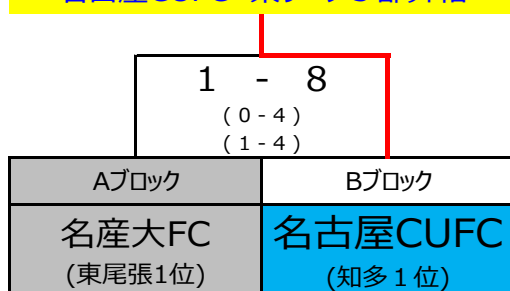 1 - 8
( 0 - 4 )
( 1 - 4 )
Aブロック Bブロック
名産大FC 名古屋CUFC
(東尾張1位) (知多１位)